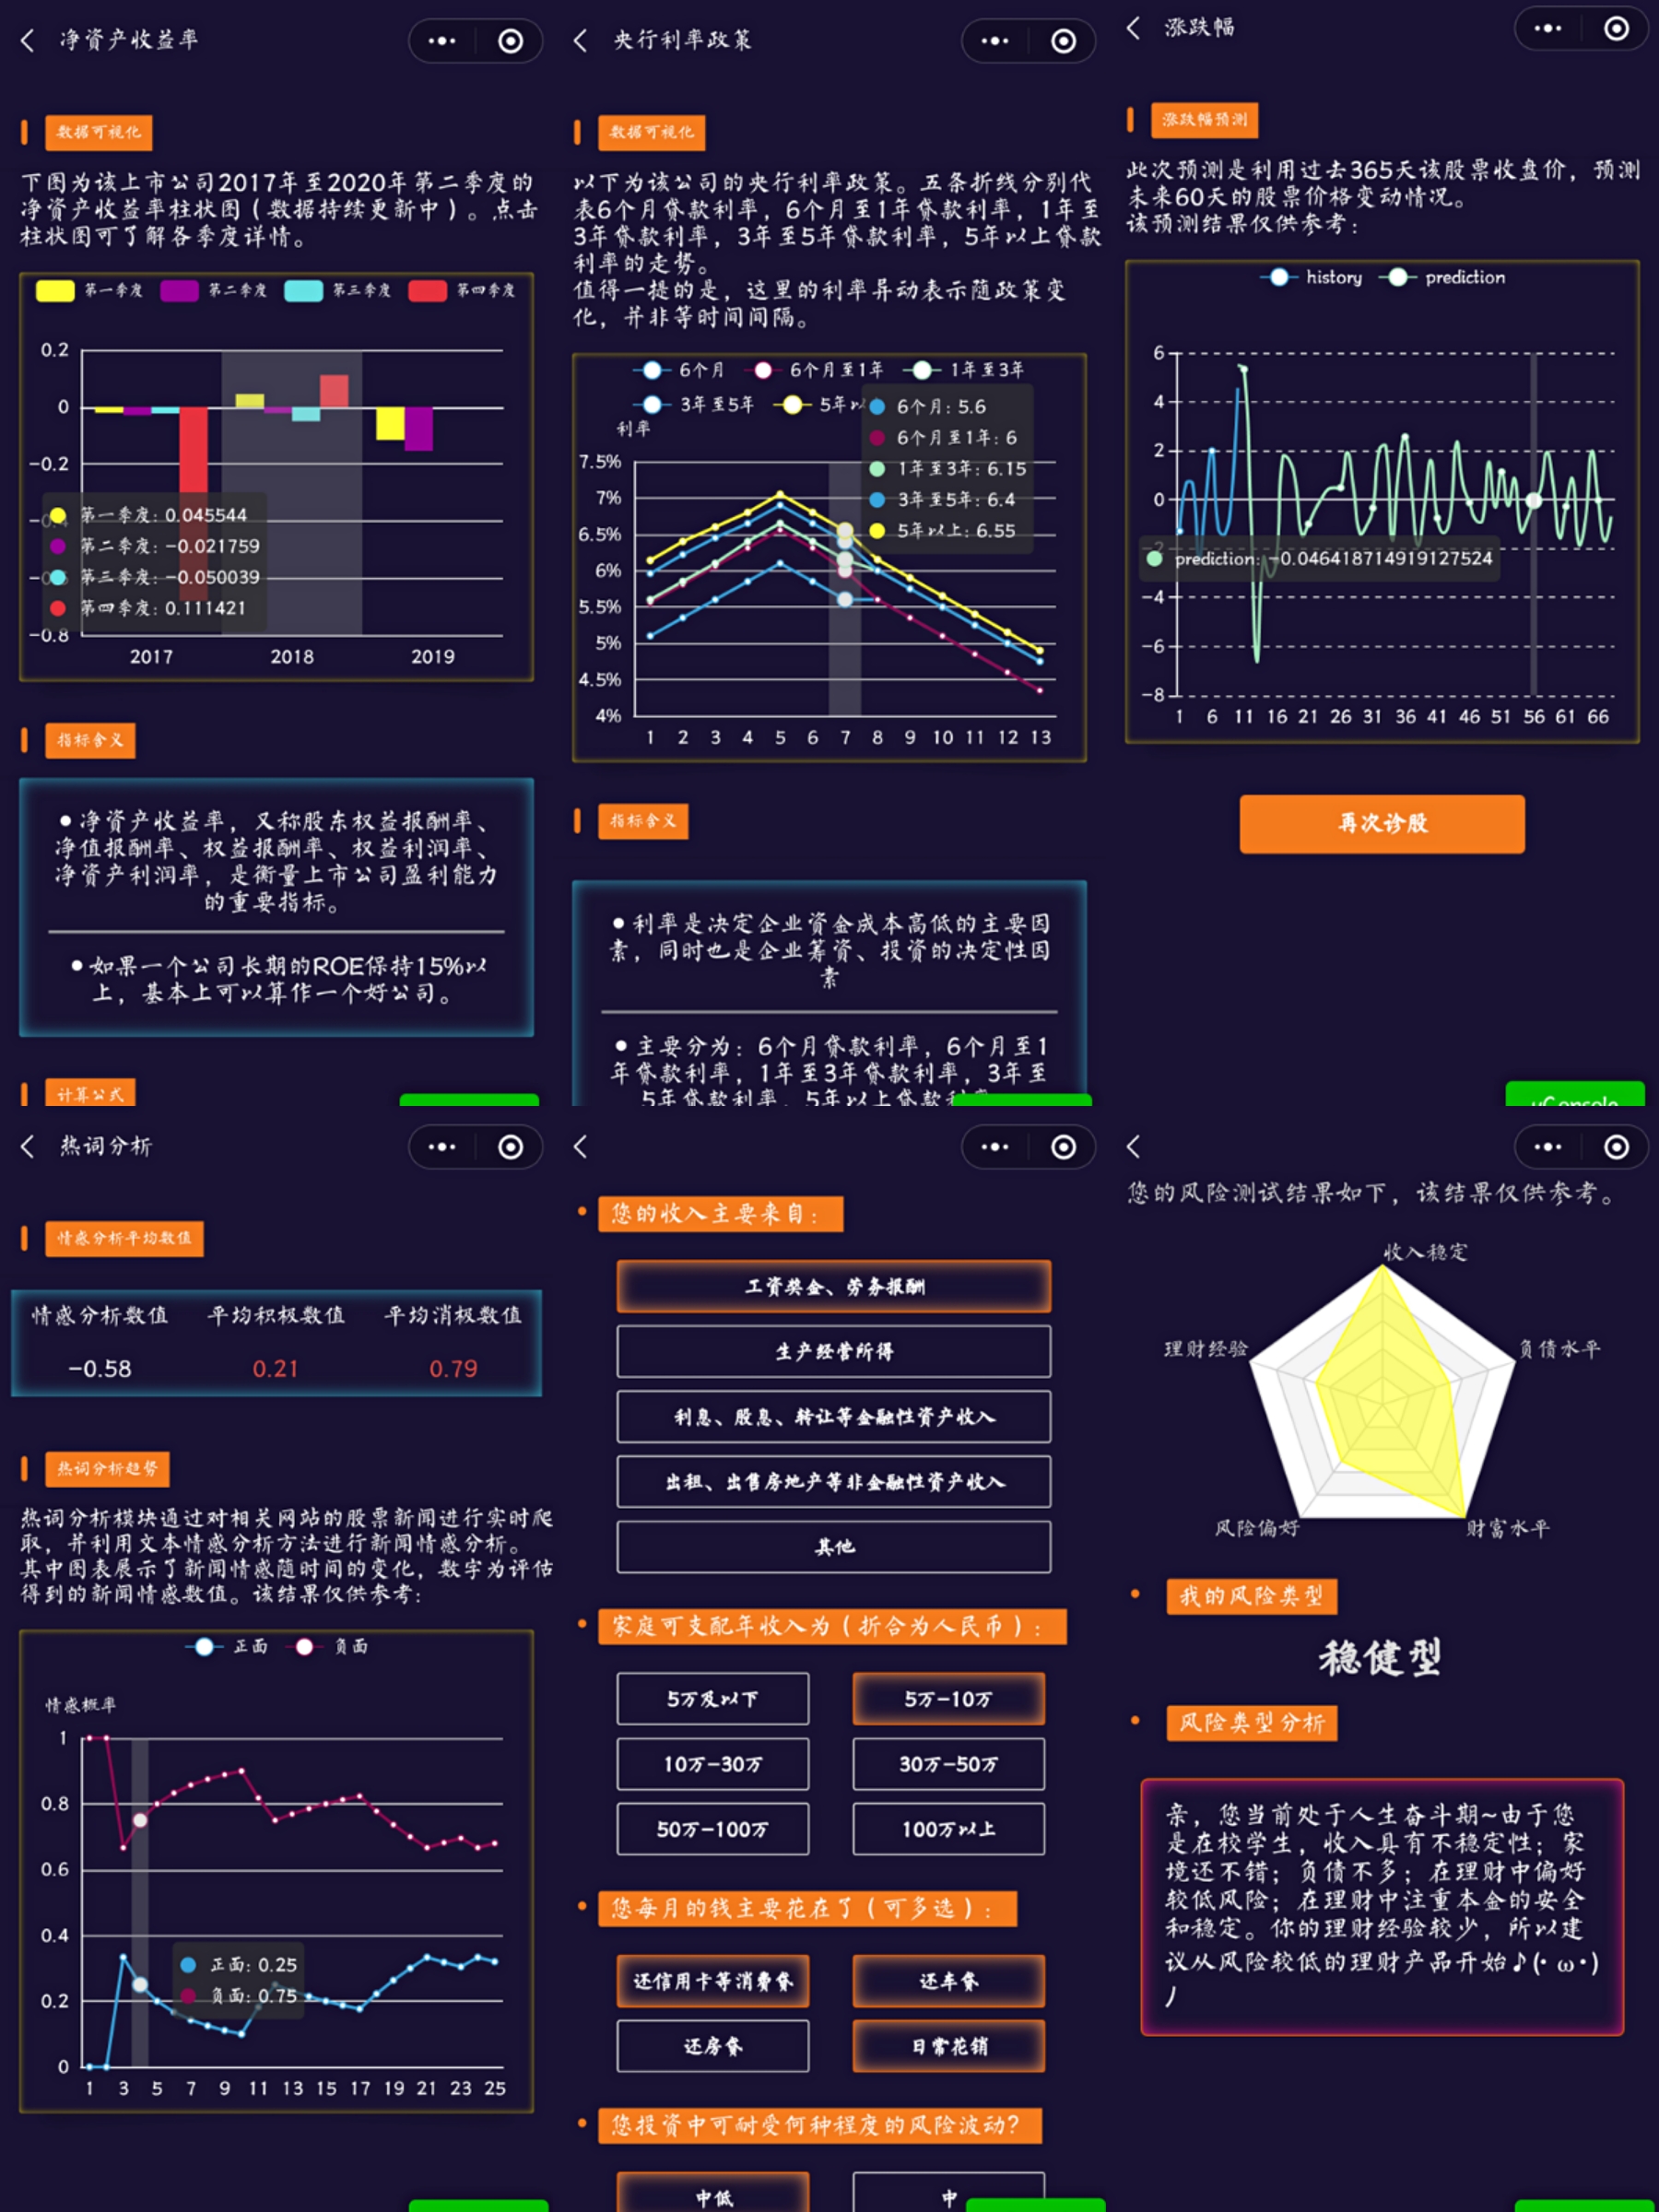 净资产收益率
数据可视化
下图为该上市公司2017年至2020年第二季度的
净资产收益率柱状图（数据持续更新中）。点击
柱状图可了解各季度详情。
第一季度 第二季度 第三季度 第四季度
0.2
0
-0.2
第一季度: 0.045544
第二季度: -0.021759
第三季度: -0.050039
第四季度: 0.111421
-0.8
2017 2018 2019
指标含义
●净资产收益率，又称股东权益报酬率、
净值报酬率、权益报酬率、权益利润率、
净资产利润率，是衡量上市公司盈利能力
的重要指标。
●如果一个公司长期的ROE保持15%以
上，基本上可以算作一个好公司。
计算公式
央行利率政策
数据可视化
以下为该公司的央行利率政策。五条折线分别代
表6个月贷款利率，6个月至1年贷款利率，1年至
3年贷款利率，3年至5年贷款利率，5年以上贷款
利率的走势。
值得一提的是，这里的利率异动表示随政策变
化，并非等时间间隔。
6个月 6个月至1年 1年至3年
3年至5年 5年以
利率
6个月: 5.6
6个月至1年: 6
1年至3年: 6.15
3年至5年: 6.4
5年以上: 6.55
7.5%
7%
6.5%
6%
5.5%
5%
4.5%
4%
1 2 3 4 5 6 7 8 9 10 11 12 13
指标含义
●利率是决定企业资金成本高低的主要因
素，同时也是企业筹资、投资的决定性因
素
●主要分为：6个月贷款利率，6个月至1
年贷款利率，1年至3年贷款利率，3年至
5年贷款利率，5年以上贷款利率
涨跌幅
涨跌幅预测
此次预测是利用过去365天该股票收盘价，预测
未来60天的股票价格变动情况。
该预测结果仅供参考：
history prediction
6
4
2
0
-2
prediction: -0.046418714919127524
-4
-6
-8
1 6 11 16 21 26 31 36 41 46 51 56 61 66
再次诊股
vConsole
热词分析
情感分析平均数值
情感分析数值 平均积极数值 平均消极数值
-0.58 0.21 0.79
热词分析趋势
热词分析模块通过对相关网站的股票新闻进行实时爬
取，并利用文本情感分析方法进行新闻情感分析。
其中图表展示了新闻情感随时间的变化，数字为评估
得到的新闻情感数值。该结果仅供参考：
正面 负面
情感概率
1
0.8
0.6
0.4
0.2
0
正面: 0.25
负面: 0.75
1 3 5 7 9 11 13 15 17 19 21 23 25
您的收入主要来自：
工资奖金、劳务报酬
生产经营所得
利息、股息、转让等金融性资产收入
出租、出售房地产等非金融性资产收入
其他
家庭可支配年收入为（折合为人民币）：
5万及以下 5万-10万
10万-30万 30万-50万
50万-100万 100万以上
您每月的钱主要花在了（可多选）：
还信用卡等消费贷 还车贷
还房贷 日常花销
您投资中可耐受何种程度的风险波动?
中低 中
您的风险测试结果如下，该结果仅供参考。
收入稳定
理财经验 负债水平
风险偏好 财富水平
我的风险类型
稳健型
风险类型分析
亲，您当前处于人生奋斗期~由于您
是在校学生，收入具有不稳定性；家
境还不错；负债不多；在理财中偏好
较低风险；在理财中注重本金的安全
和稳定。你的理财经验较少，所以建
议从风险较低的理财产品开始♪(･ω･)
ﾉ